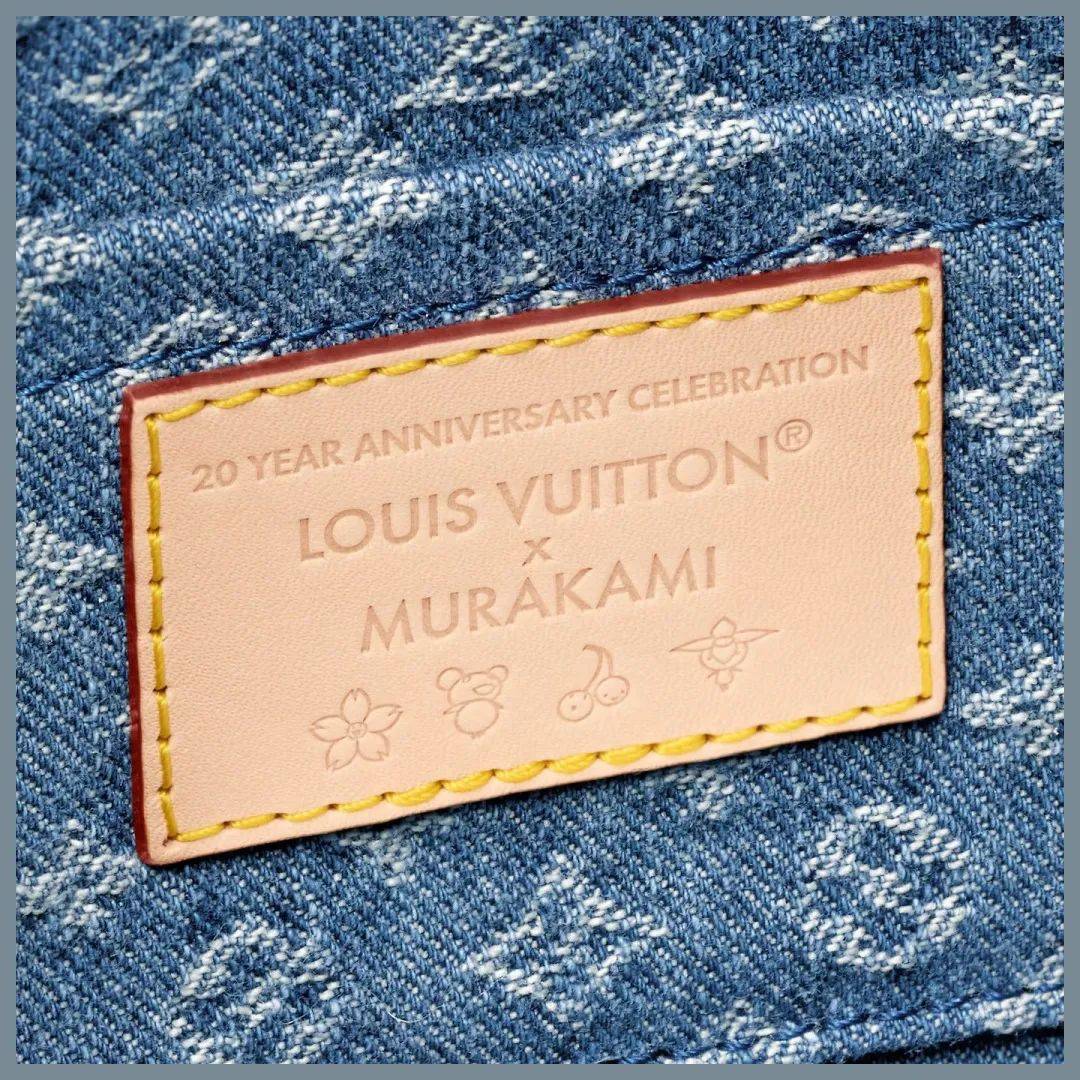 20 YEAR ANNIVERSARY CELEBRATION
LOUIS VUITTON®
x
MURAKAMI